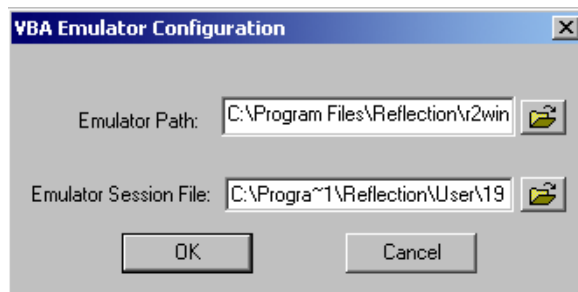 VBA Emulator Configuration
Emulator Path: C:\Program Files\Reflection\r2win
Emulator Session File: C:\Progra~1\Reflection\User\19
OK Cancel